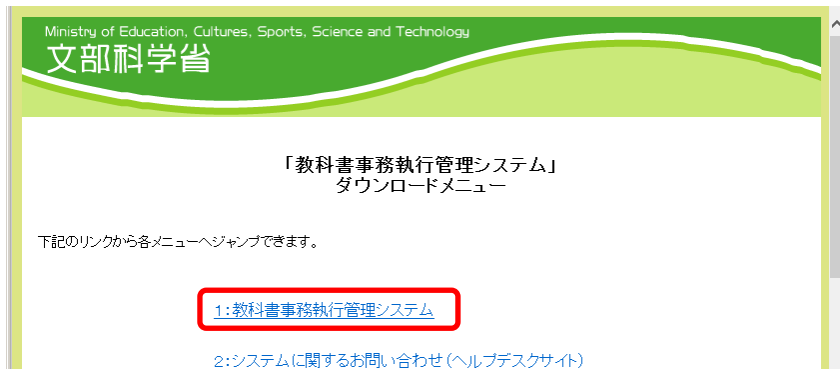 Ministry of Education, Cultures, Sports, Science and Technology
文部科学省
「教科書事務執行管理システム」
ダウンロードメニュー
下記のリンクから各メニューへジャンプできます。
1：教科書事務執行管理システム
2：システムに関するお問い合わせ（ヘルプデスクサイト）